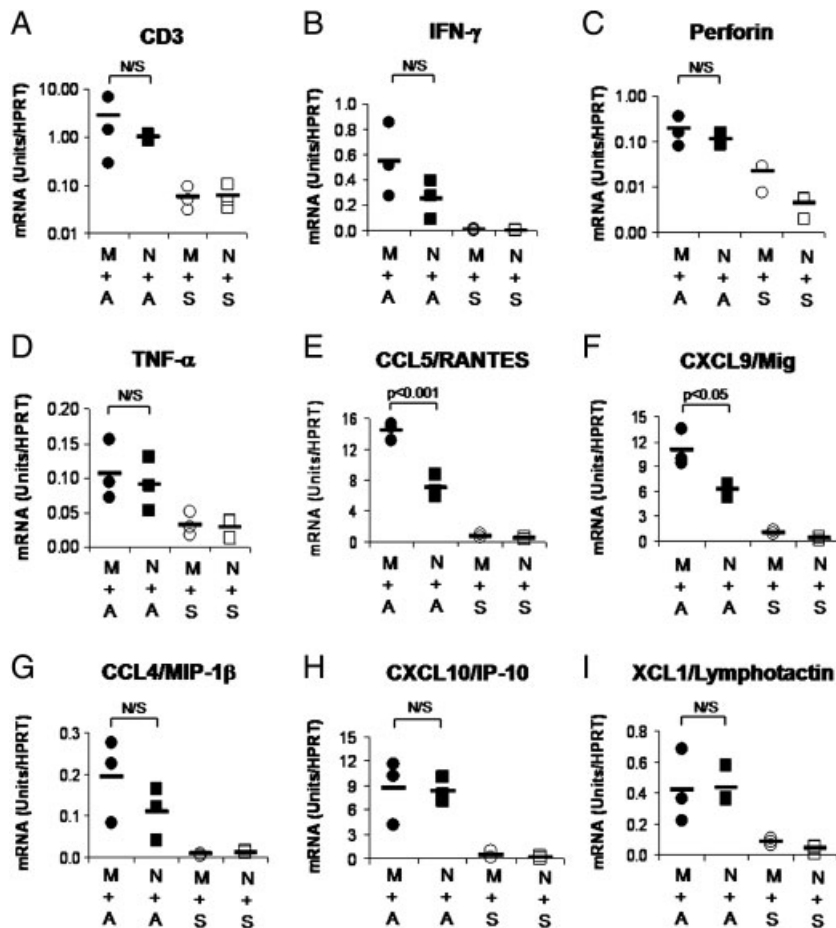 A
CD3
N/S
mRNA (Units/HPRT)
10.00
1.00
0.10
0.01
M + A
N + A
M + S
N + S
B
IFN-γ
N/S
mRNA (Units/HPRT)
1.0
0.8
0.6
0.4
0.2
0.0
M + A
N + A
M + S
N + S
C
Perforin
N/S
mRNA (Units/HPRT)
1.00
0.10
0.01
0.00
M + A
N + A
M + S
N + S
D
TNF-α
N/S
mRNA (Units/HPRT)
0.20
0.15
0.10
0.05
0.00
M + A
N + A
M + S
N + S
E
CCL5/RANTES
p<0.001
mRNA (Units/HPRT)
16
12
8
4
0
M + A
N + A
M + S
N + S
F
CXCL9/Mig
p<0.05
mRNA (Units/HPRT)
15
12
9
6
3
0
M + A
N + A
M + S
N + S
G
CCL4/MIP-1β
N/S
mRNA (Units/HPRT)
0.3
0.2
0.1
0.0
M + A
N + A
M + S
N + S
H
CXCL10/IP-10
N/S
mRNA (Units/HPRT)
15
12
9
6
3
0
M + A
N + A
M + S
N + S
I
XCL1/Lymphotactin
N/S
mRNA (Units/HPRT)
0.8
0.6
0.4
0.2
0.0
M + A
N + A
M + S
N + S